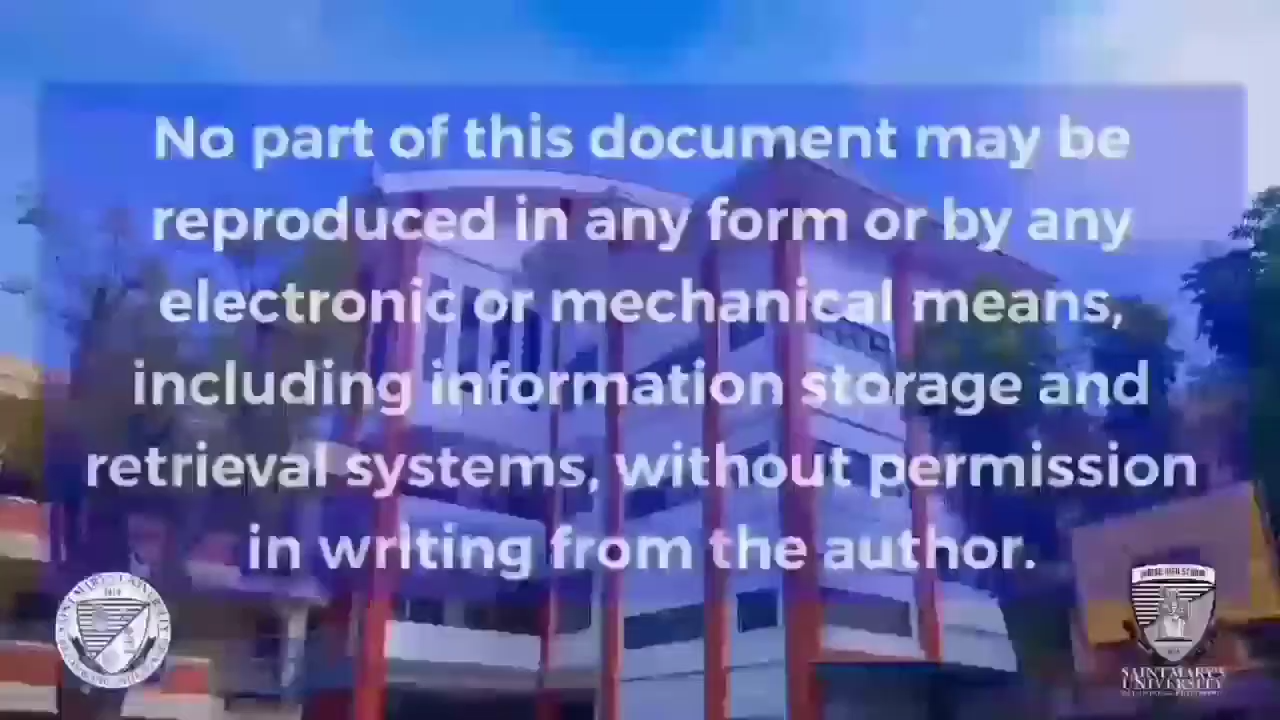 No part of this document may be
reproduced in any form or by any
electronic or mechanical means,
including information storage and
retrieval systems, without permission
in writing from the author.
SAINT MARY'S
UNIVERSITY